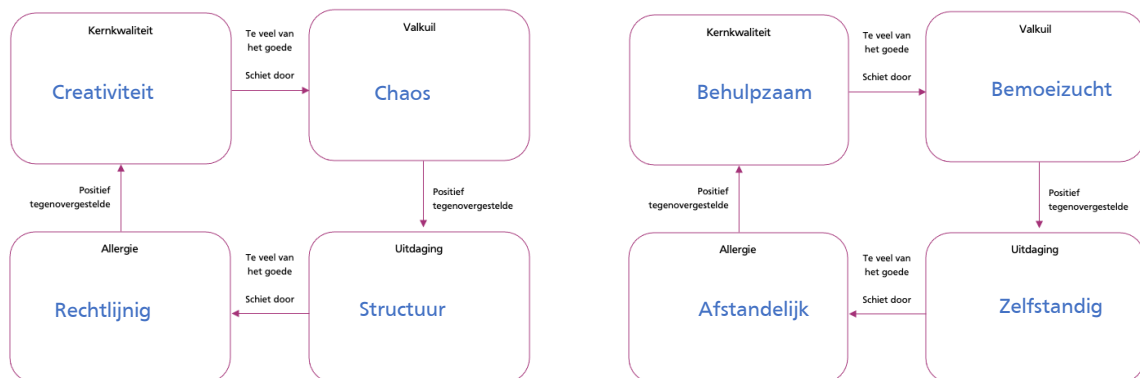 Kernkwaliteit
Creativiteit
Te veel van
het goede
Schiet door
Valkuil
Chaos
Positief
tegenovergestelde
Positief
tegenovergestelde
Allergie
Rechtlijnig
Te veel van
het goede
Schiet door
Uitdaging
Structuur
Kernkwaliteit
Behulpzaam
Te veel van
het goede
Schiet door
Valkuil
Bemoeizucht
Positief
tegenovergestelde
Positief
tegenovergestelde
Allergie
Afstandelijk
Te veel van
het goede
Schiet door
Uitdaging
Zelfstandig